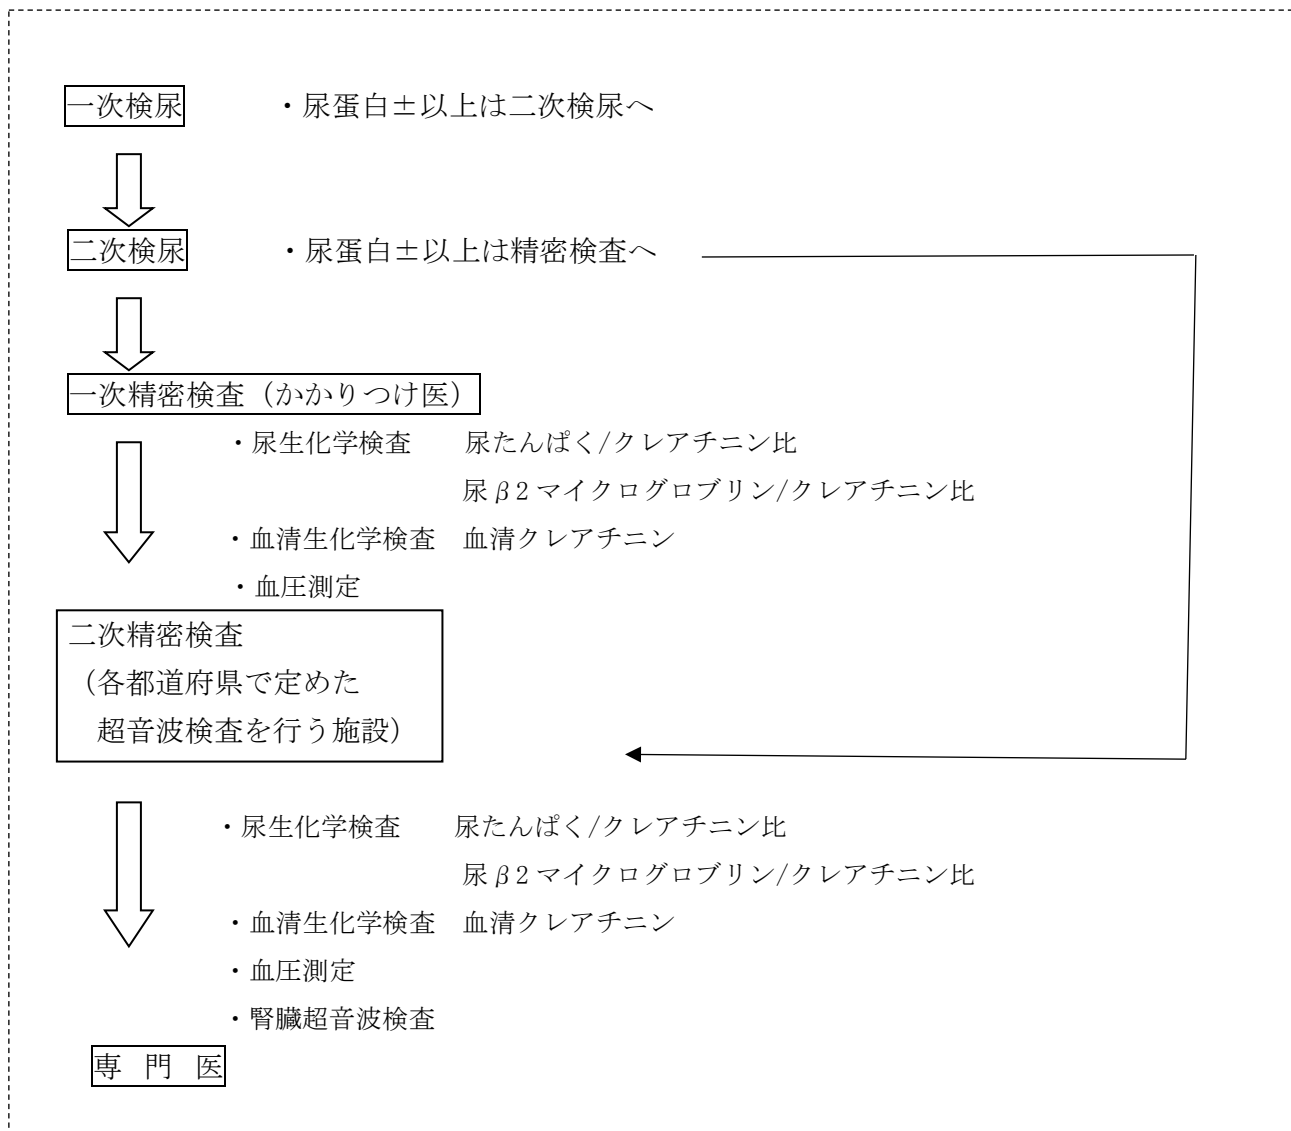 一次検尿　・尿蛋白±以上は二次検尿へ
二次検尿　・尿蛋白±以上は精密検査へ
一次精密検査（かかりつけ医）
・尿生化学検査　尿たんぱく/クレアチニン比
尿β2マイクログロブリン/クレアチニン比
・血清生化学検査　血清クレアチニン
・血圧測定
二次精密検査
（各都道府県で定めた
超音波検査を行う施設）
・尿生化学検査　尿たんぱく/クレアチニン比
尿β2マイクログロブリン/クレアチニン比
・血清生化学検査　血清クレアチニン
・血圧測定
・腎臓超音波検査
専　門　医